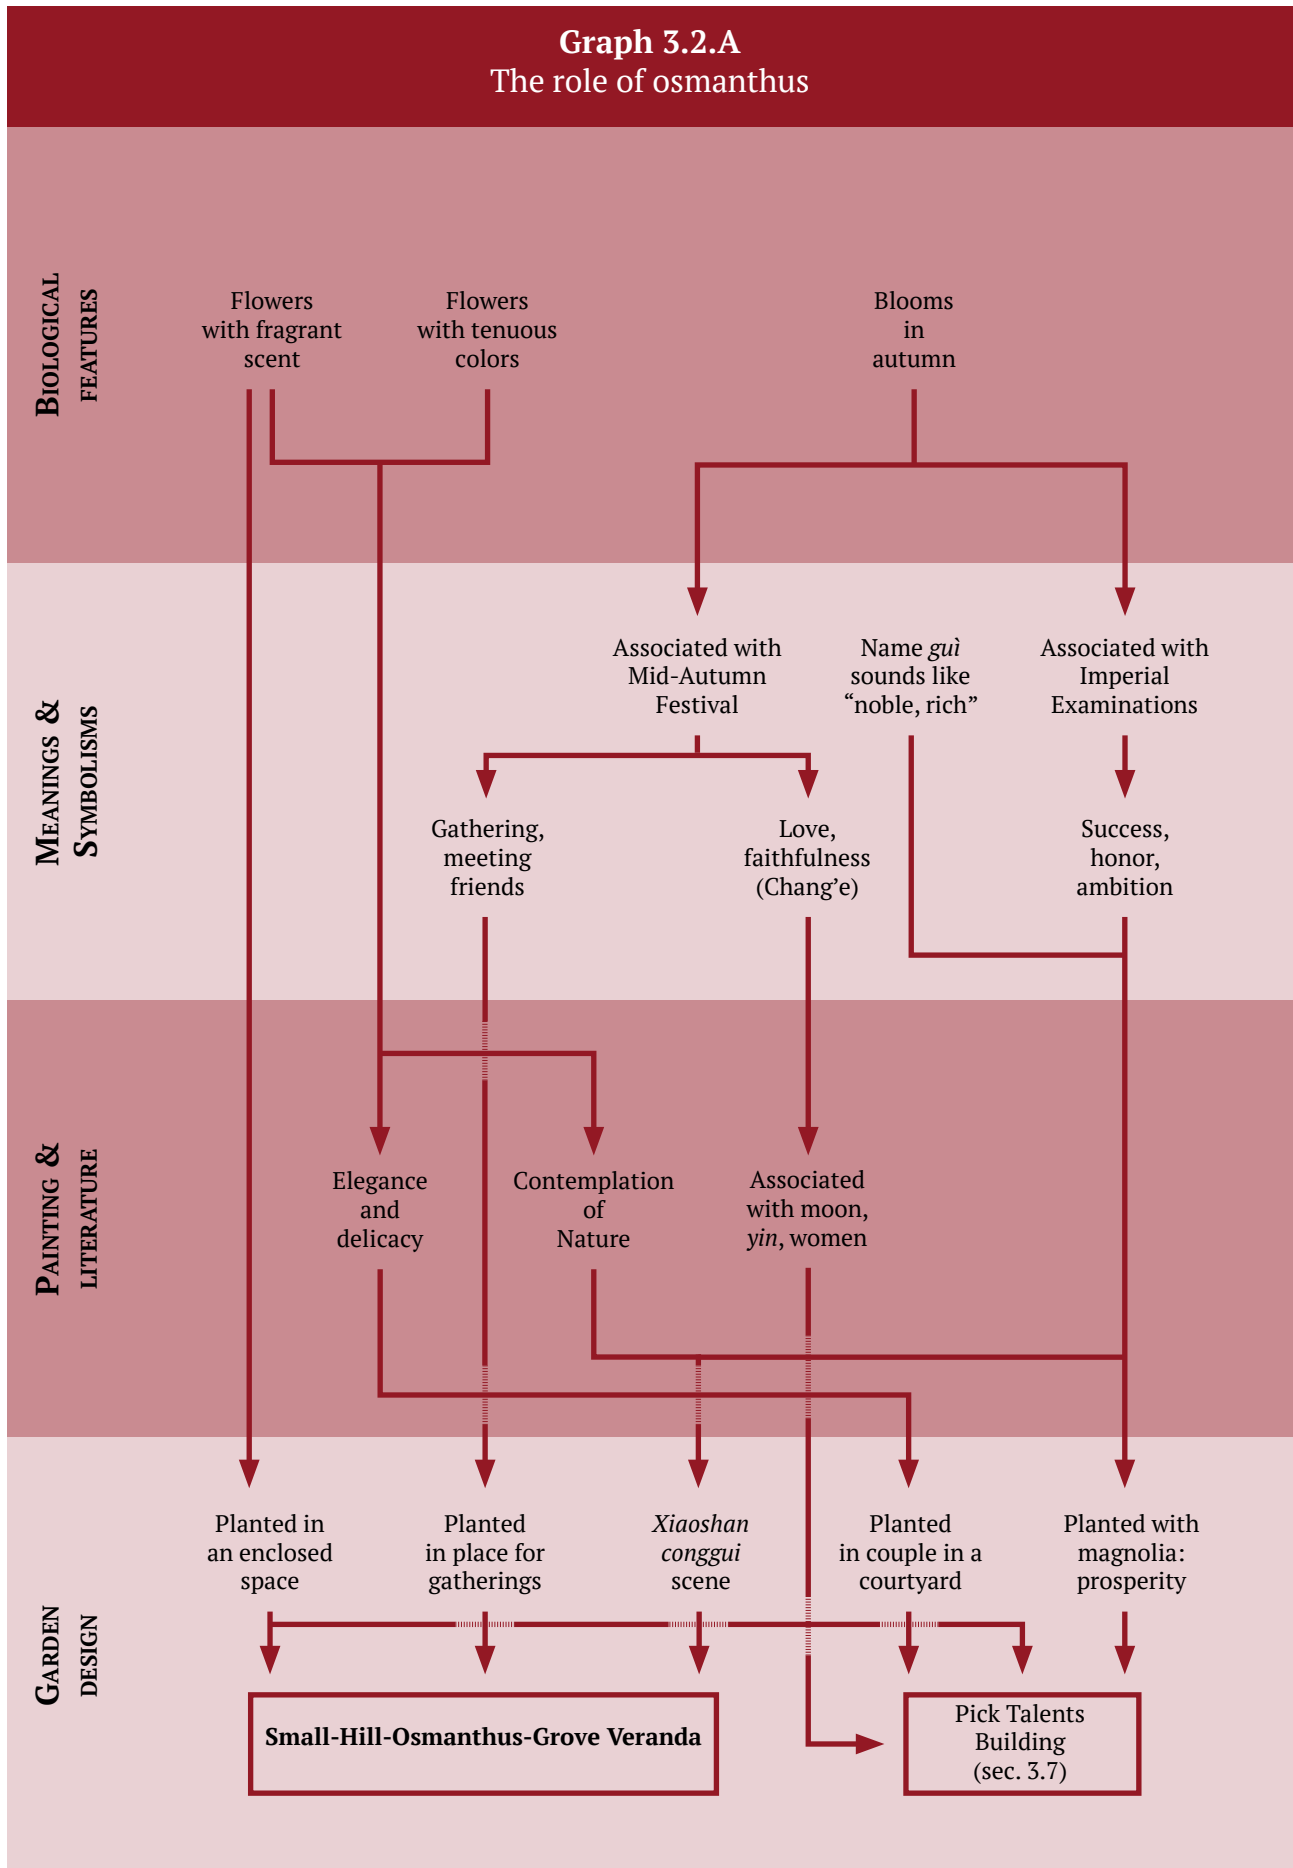 Graph 3.2.A
The role of osmanthus
BIOLOGICAL
FEATURES
Flowers
with fragrant
scent
Flowers
with tenuous
colors
Blooms
in
autumn
MEANINGS &
SYMBOLISMS
Associated with
Mid-Autumn
Festival
Name guì
sounds like
“noble, rich”
Associated with
Imperial
Examinations
Gathering,
meeting
friends
Love,
faithfulness
(Chang’e)
Success,
honor,
ambition
PAINTING &
LITERATURE
Elegance
and
delicacy
Contemplation
of
Nature
Associated
with moon,
yin, women
GARDEN
DESIGN
Planted in
an enclosed
space
Planted
in place for
gatherings
Xiaoshan
conggui
scene
Planted
in couple in a
courtyard
Planted with
magnolia:
prosperity
Small-Hill-Osmanthus-Grove Veranda
Pick Talents
Building
(sec. 3.7)